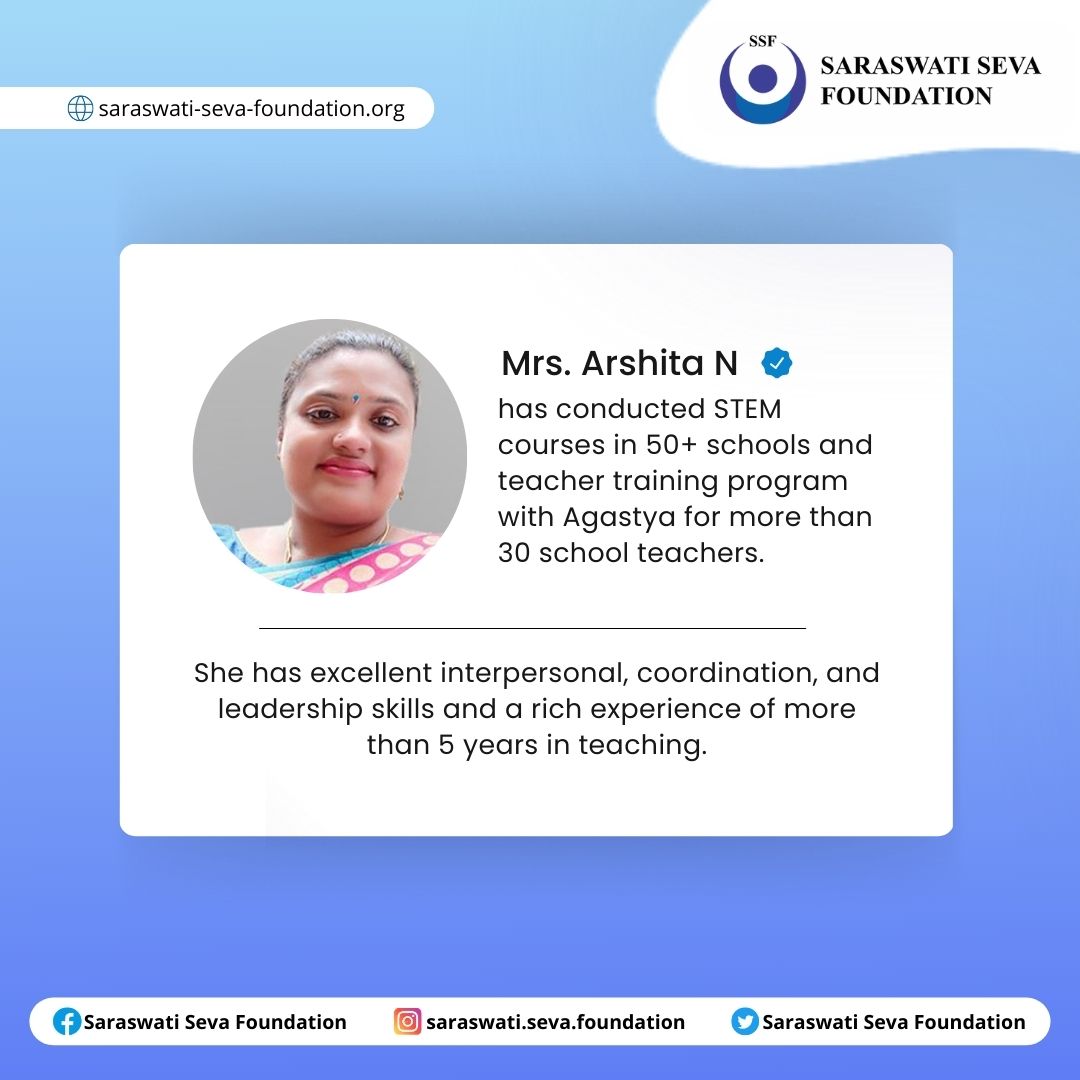 SSF
SARASWATI SEVA
FOUNDATION
saraswati-seva-foundation.org
Mrs. Arshita N
has conducted STEM
courses in 50+ schools and
teacher training program
with Agastya for more than
30 school teachers.
She has excellent interpersonal, coordination, and
leadership skills and a rich experience of more
than 5 years in teaching.
Saraswati Seva Foundation
saraswati.seva.foundation
Saraswati Seva Foundation